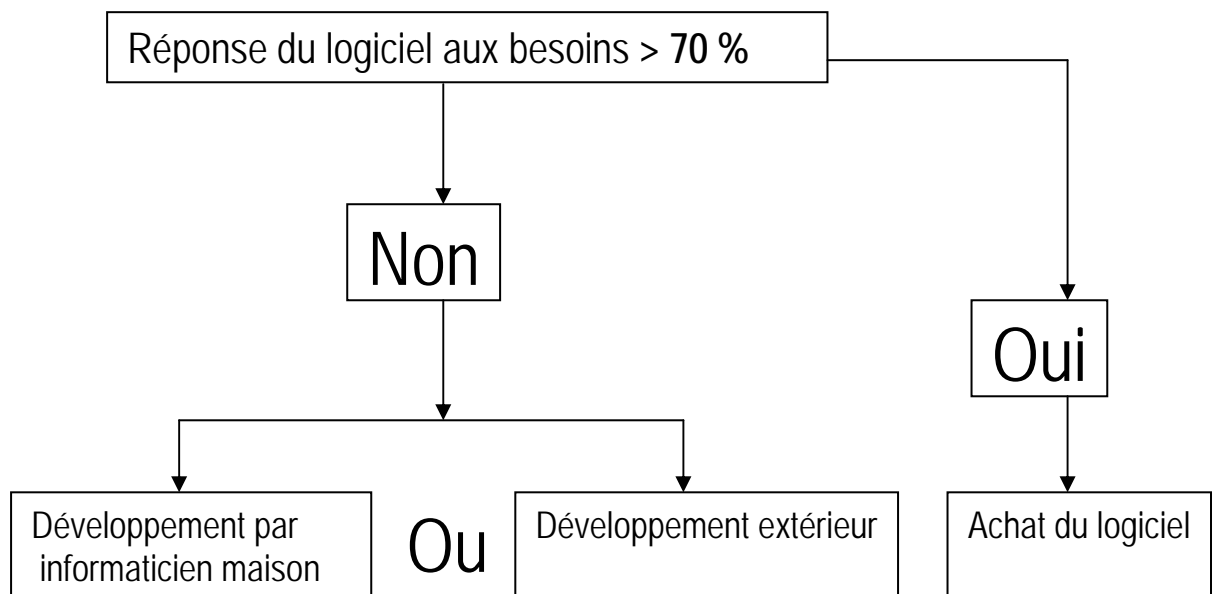 Réponse du logiciel aux besoins > 70 %
Non
Oui
Développement par
informaticien maison
Ou
Développement extérieur
Achat du logiciel